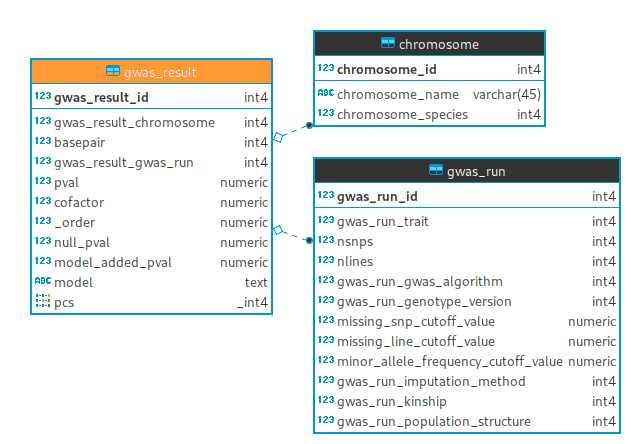 gwas_result
123 gwas_result_id int4
123 gwas_result_chromosome int4
123 basepair int4
123 gwas_result_gwas_run int4
123 pval numeric
123 cofactor numeric
123 _order numeric
123 null_pval numeric
123 model_added_pval numeric
ABC model text
pcs _int4
chromosome
123 chromosome_id int4
ABC chromosome_name varchar(45)
123 chromosome_species int4
gwas_run
123 gwas_run_id int4
123 gwas_run_trait int4
123 nsnps int4
123 nlines int4
123 gwas_run_gwas_algorithm int4
123 gwas_run_genotype_version int4
123 missing_snp_cutoff_value numeric
123 missing_line_cutoff_value numeric
123 minor_allele_frequency_cutoff_value numeric
123 gwas_run_imputation_method int4
123 gwas_run_kinship int4
123 gwas_run_population_structure int4